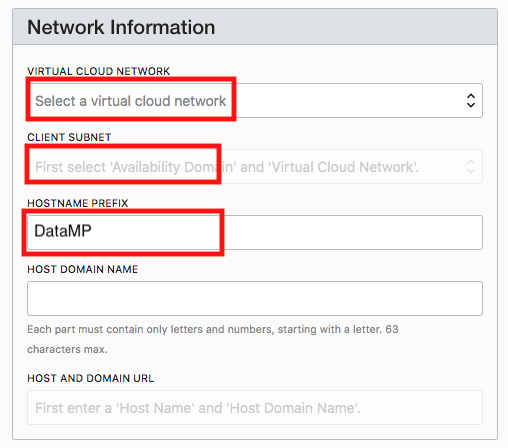 Network Information
VIRTUAL CLOUD NETWORK
Select a virtual cloud network
CLIENT SUBNET
First select 'Availability Domain' and 'Virtual Cloud Network'.
HOSTNAME PREFIX
DataMP
HOST DOMAIN NAME
Each part must contain only letters and numbers, starting with a letter. 63
characters max.
HOST AND DOMAIN URL
First enter a 'Host Name' and 'Host Domain Name'.